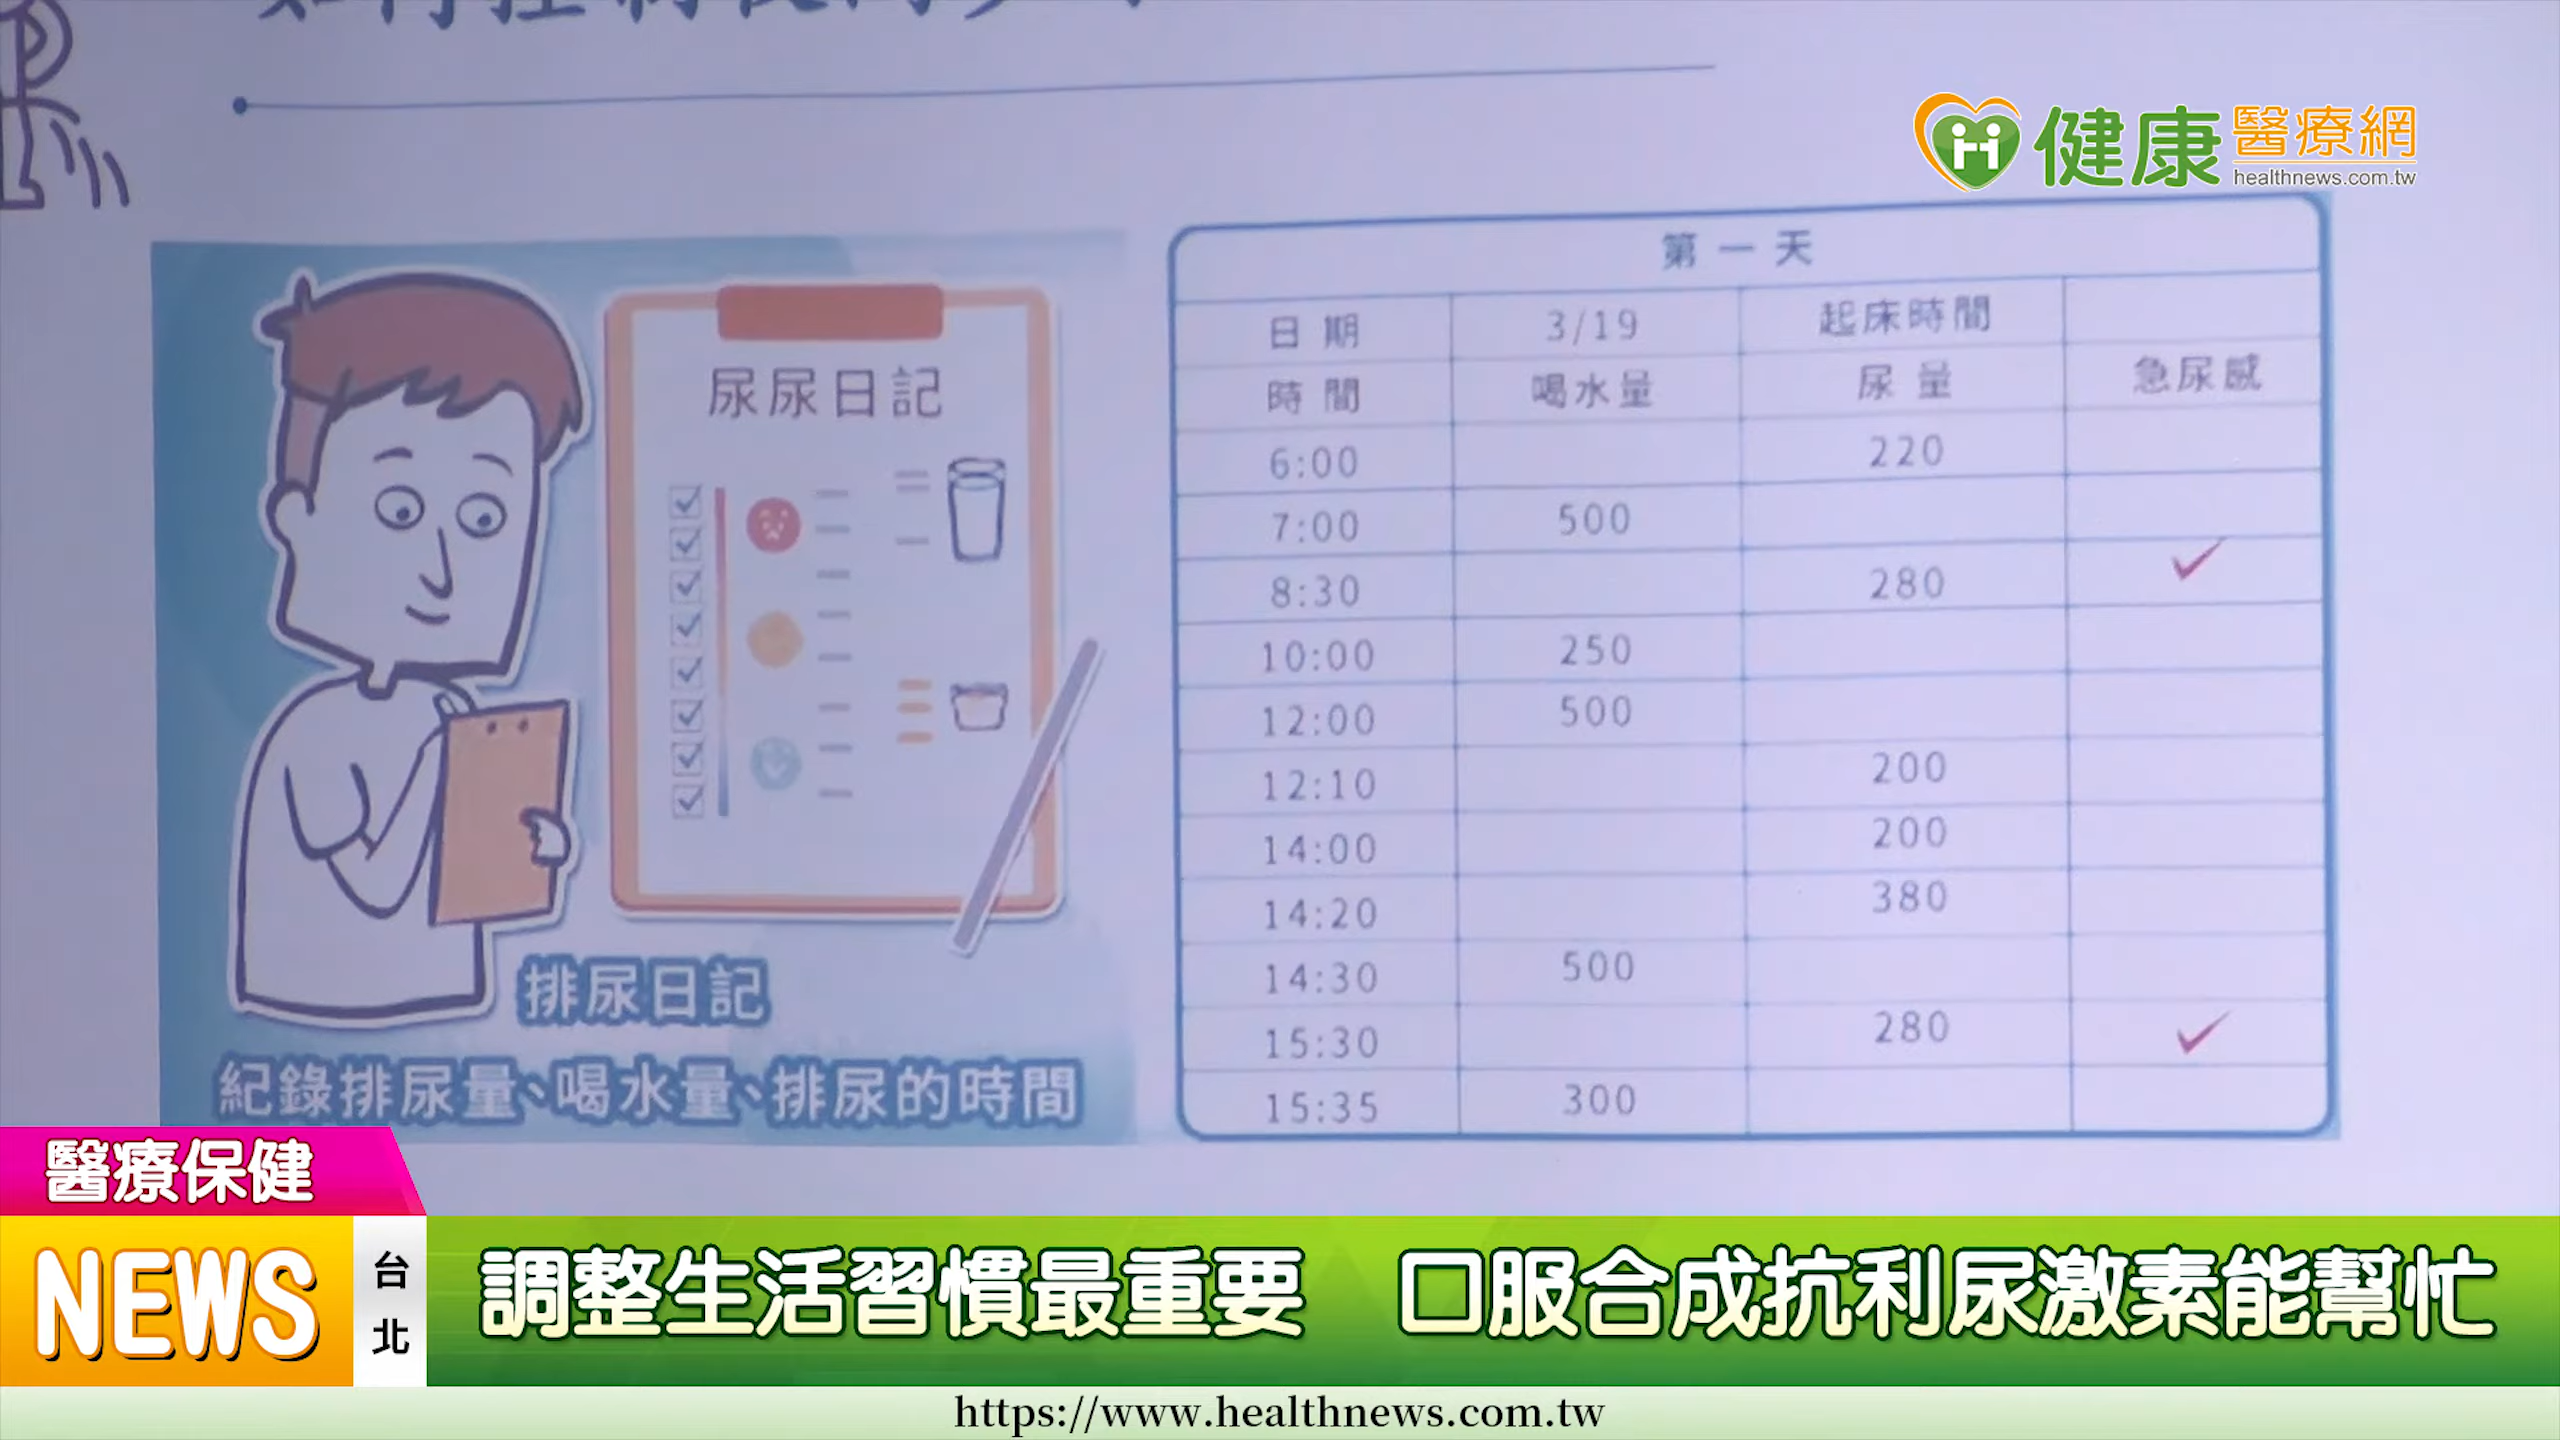 健康醫療網
healthnews.com.tw
尿尿日記
排尿日記
紀錄排尿量、喝水量、排尿的時間
第一天
日期 3/19 起床時間
時間 喝水量 尿量 急尿感
6:00 220
7:00 500
8:30 280 ✓
10:00 250
12:00 500
12:10 200
14:00 200
14:20 380
14:30 500
15:30 280 ✓
15:35 300
醫療保健
NEWS
台北
調整生活習慣最重要 口服合成抗利尿激素能幫忙
https://www.healthnews.com.tw